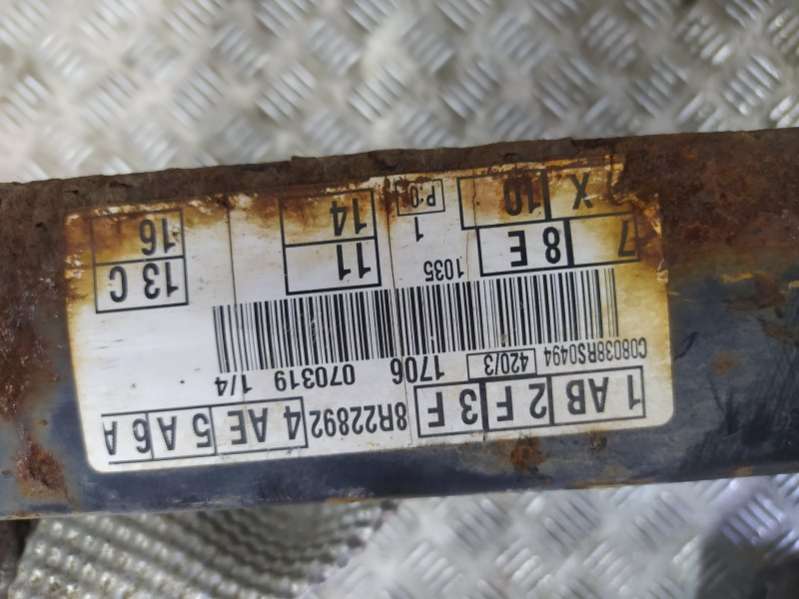 1 AB 2 F 3 F 8R22892 4 AE 5 A 6 A
C08038RS0494 420/3 1706 070319 1/4
7 8 E 1035 11 13 C
X 10 1 14 16
P:0